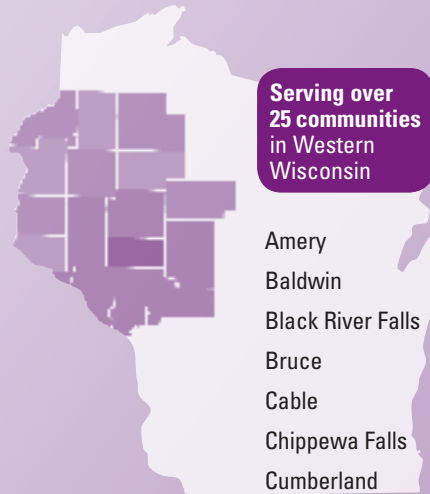 Serving over
25 communities
in Western
Wisconsin
Amery
Baldwin
Black River Falls
Bruce
Cable
Chippewa Falls
Cumberland